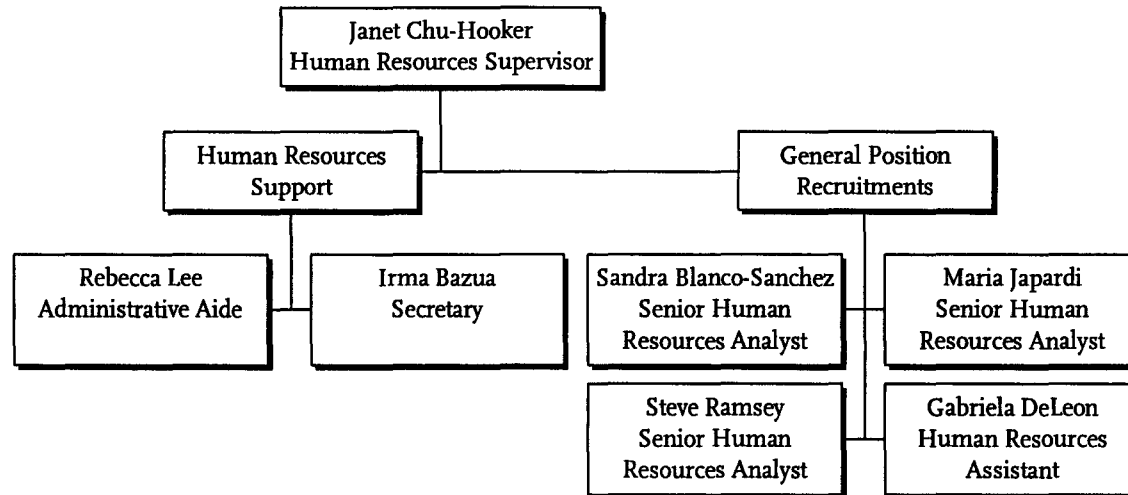 Janet Chu-Hooker
Human Resources Supervisor
Human Resources
Support
General Position
Recruitments
Rebecca Lee
Administrative Aide
Irma Bazua
Secretary
Sandra Blanco-Sanchez
Senior Human
Resources Analyst
Maria Japardi
Senior Human
Resources Analyst
Steve Ramsey
Senior Human
Resources Analyst
Gabriela DeLeon
Human Resources
Assistant